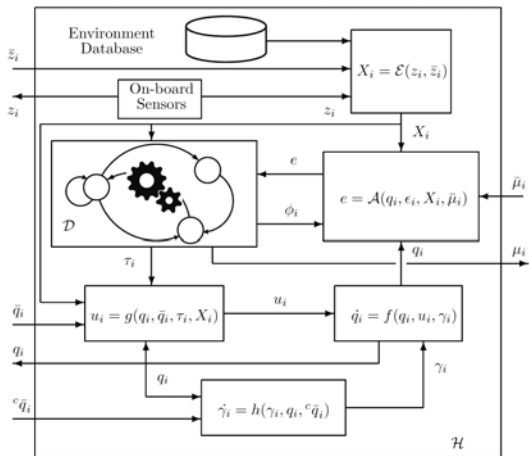 Environment
Database
z̄ᵢ
Xᵢ = ℰ(zᵢ, z̄ᵢ)
On-board
Sensors
zᵢ
zᵢ
Xᵢ
e
e = 𝒜(qᵢ, ϵᵢ, Xᵢ, μ̄ᵢ)
μ̄ᵢ
𝒟
ϕᵢ
τᵢ
qᵢ
μᵢ
q̄ᵢ
uᵢ = g(qᵢ, q̄ᵢ, τᵢ, Xᵢ)
uᵢ
q̇ᵢ = f(qᵢ, uᵢ, γᵢ)
qᵢ
qᵢ
γᵢ
ᶜq̄ᵢ
γ̇ᵢ = h(γᵢ, qᵢ, ᶜq̄ᵢ)
ℋ